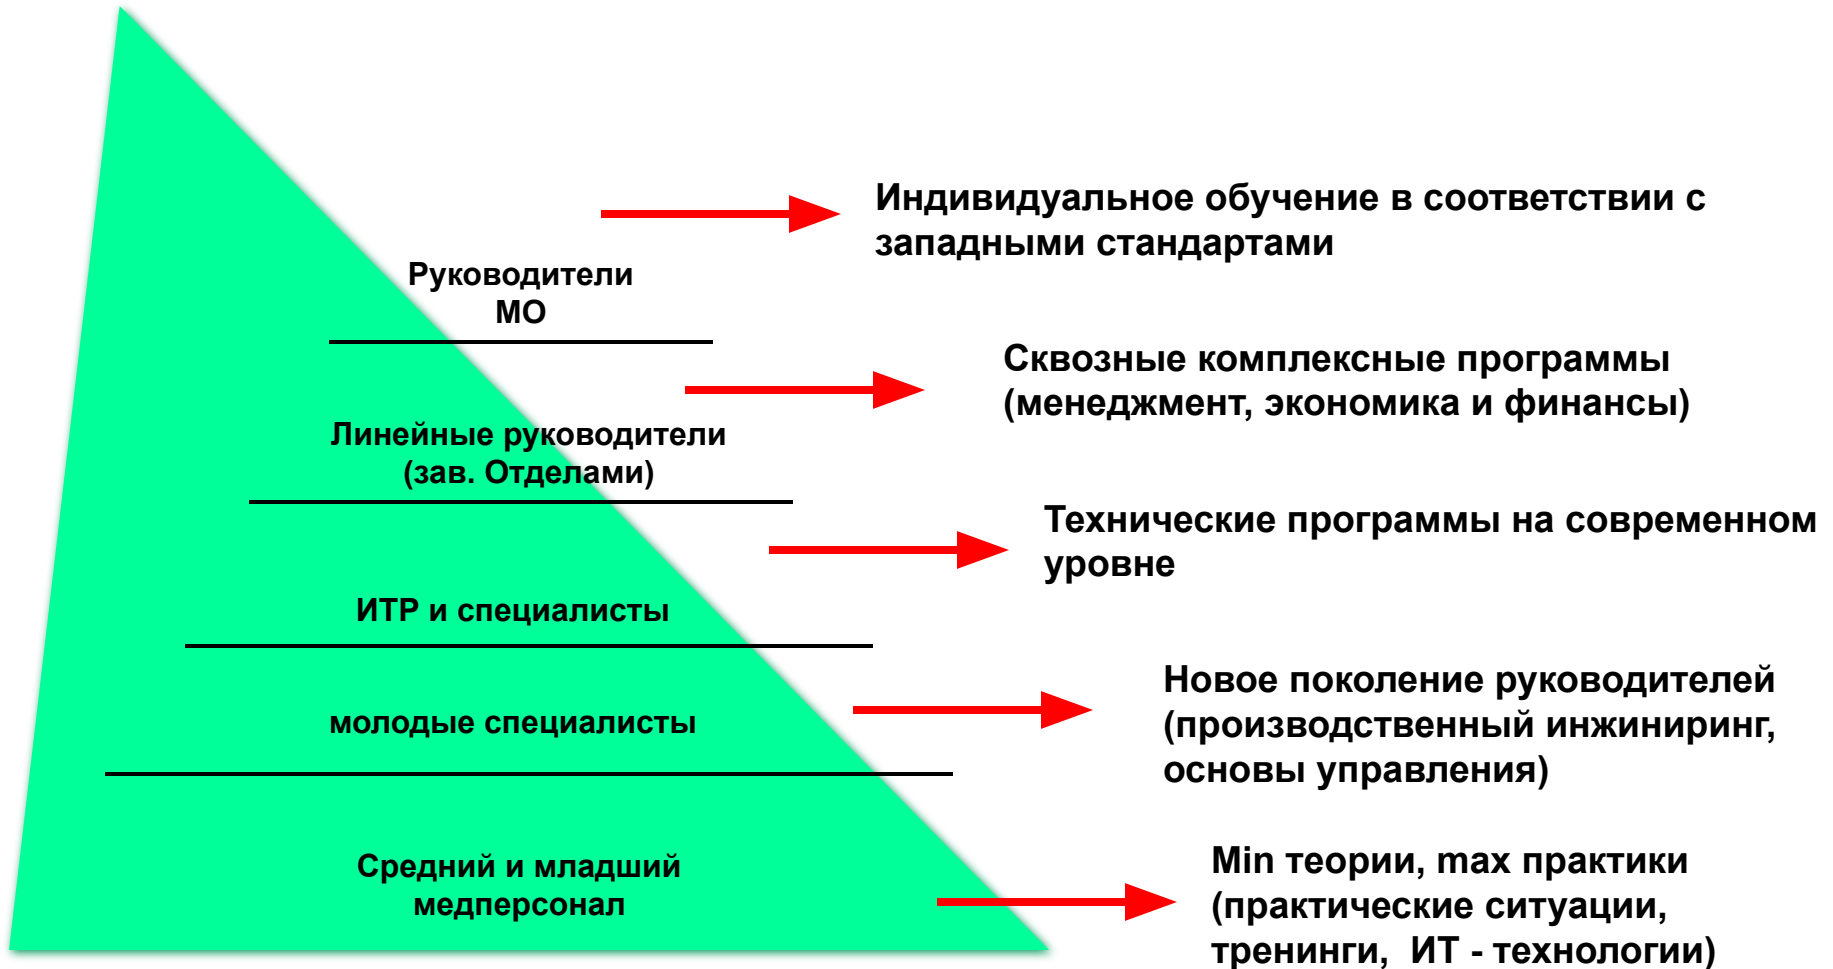 Индивидуальное обучение в соответствии с
западными стандартами
Руководители
МО
Сквозные комплексные программы
(менеджмент, экономика и финансы)
Линейные руководители
(зав. Отделами)
Технические программы на современном
уровне
ИТР и специалисты
Новое поколение руководителей
(производственный инжиниринг,
основы управления)
молодые специалисты
Min теории, max практики
(практические ситуации,
тренинги, ИТ - технологии)
Средний и младший
медперсонал